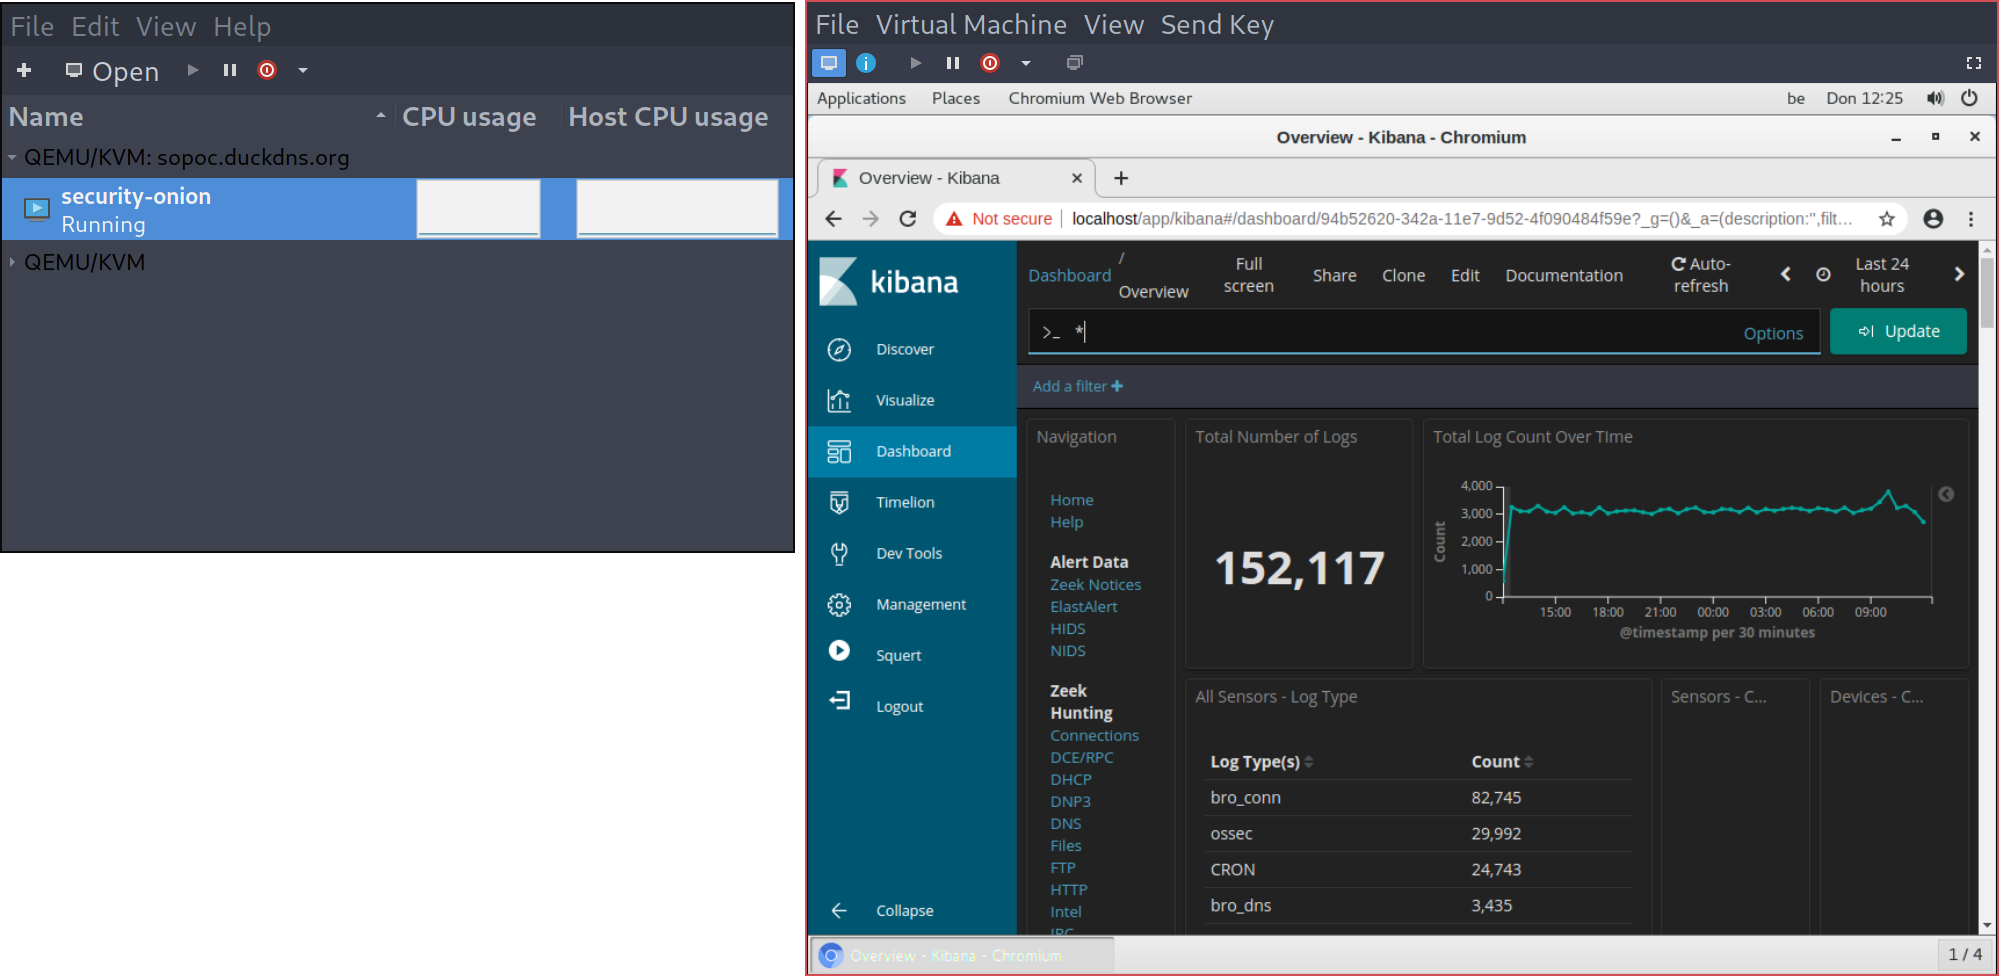 File Edit View Help
Open
Name CPU usage Host CPU usage
QEMU/KVM: sopoc.duckdns.org
security-onion
Running
QEMU/KVM
File Virtual Machine View Send Key
Applications Places Chromium Web Browser be Don 12:25
Overview - Kibana - Chromium
Overview - Kibana
Not secure localhost/app/kibana#/dashboard/94b52620-342a-11e7-9d52-4f090484f59e?_g=()&_a=(description:'',filt...
kibana
Discover
Visualize
Dashboard
Timelion
Dev Tools
Management
Squert
Logout
Collapse
Dashboard / Overview
Full screen
Share
Clone
Edit
Documentation
Auto-refresh
Last 24 hours
>_ *
Options
Update
Add a filter +
Navigation
Home
Help
Alert Data
Zeek Notices
ElastAlert
HIDS
NIDS
Zeek
Hunting
Connections
DCE/RPC
DHCP
DNP3
DNS
Files
FTP
HTTP
Intel
IRC
Total Number of Logs
152,117
Total Log Count Over TIme
Count
4,000
3,000
2,000
1,000
0
15:00 18:00 21:00 00:00 03:00 06:00 09:00
@timestamp per 30 minutes
All Sensors - Log Type
Log Type(s) Count
bro_conn 82,745
ossec 29,992
CRON 24,743
bro_dns 3,435
Sensors - C...
Devices - C...
Overview - Kibana - Chromium
1 / 4